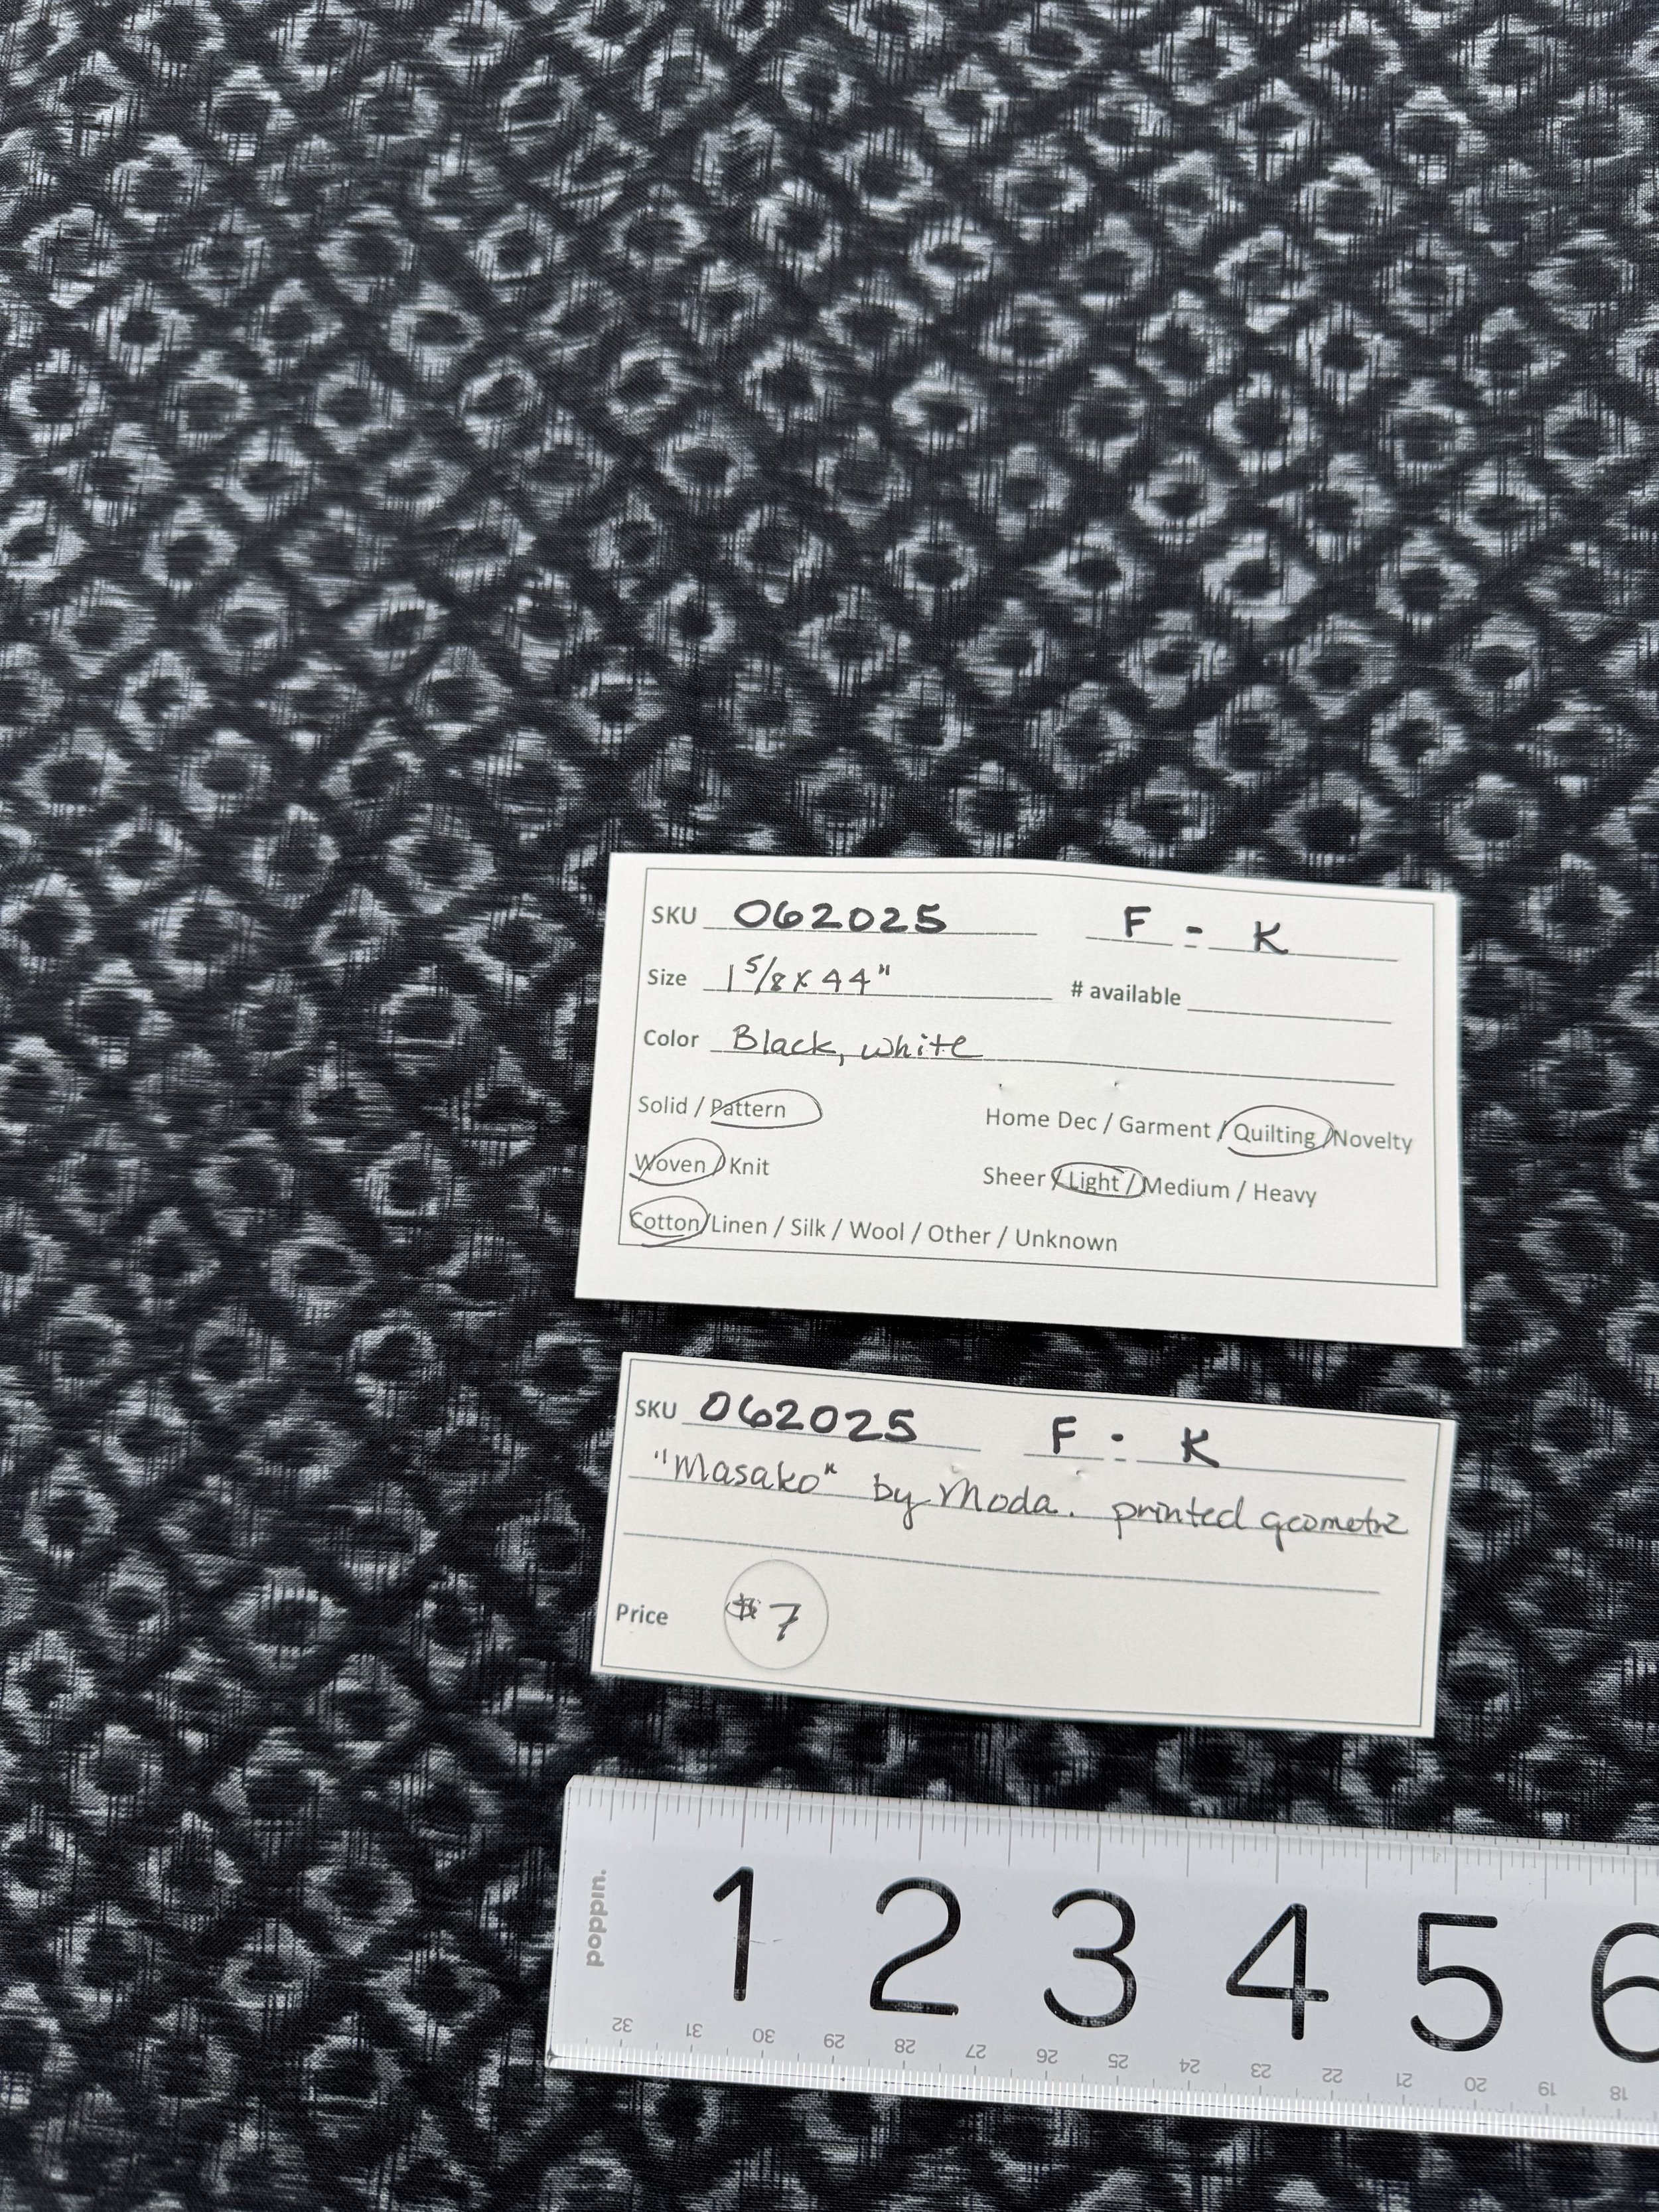 SKU 062025 F - K
Size 1 5/8 x 44" # available
Color Black, white
Solid / Pattern Home Dec / Garment / Quilting / Novelty
Woven / Knit Sheer / Light / Medium / Heavy
Cotton / Linen / Silk / Wool / Other / Unknown
SKU 062025 F - K
"Masako" by Moda. printed geometric
Price $7
poppin.
1 2 3 4 5 6
32 31 30 29 28 27 26 25 24 23 22 21 20 19 18